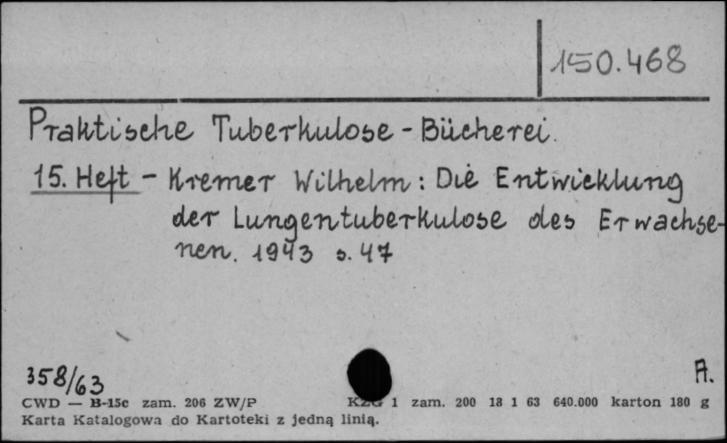 150.468
Praktische Tuberkulose-Bücherei.
15. Heft - Kremer Wilhelm: Die Entwicklung
der Lungentuberkulose des Erwachse-
nen. 1943 s. 47
358/63
A.
CWD — B-15c zam. 206 ZW/P KZG 1 zam. 200 18 1 63 640.000 karton 180 g
Karta Katalogowa do Kartoteki z jedną linią.